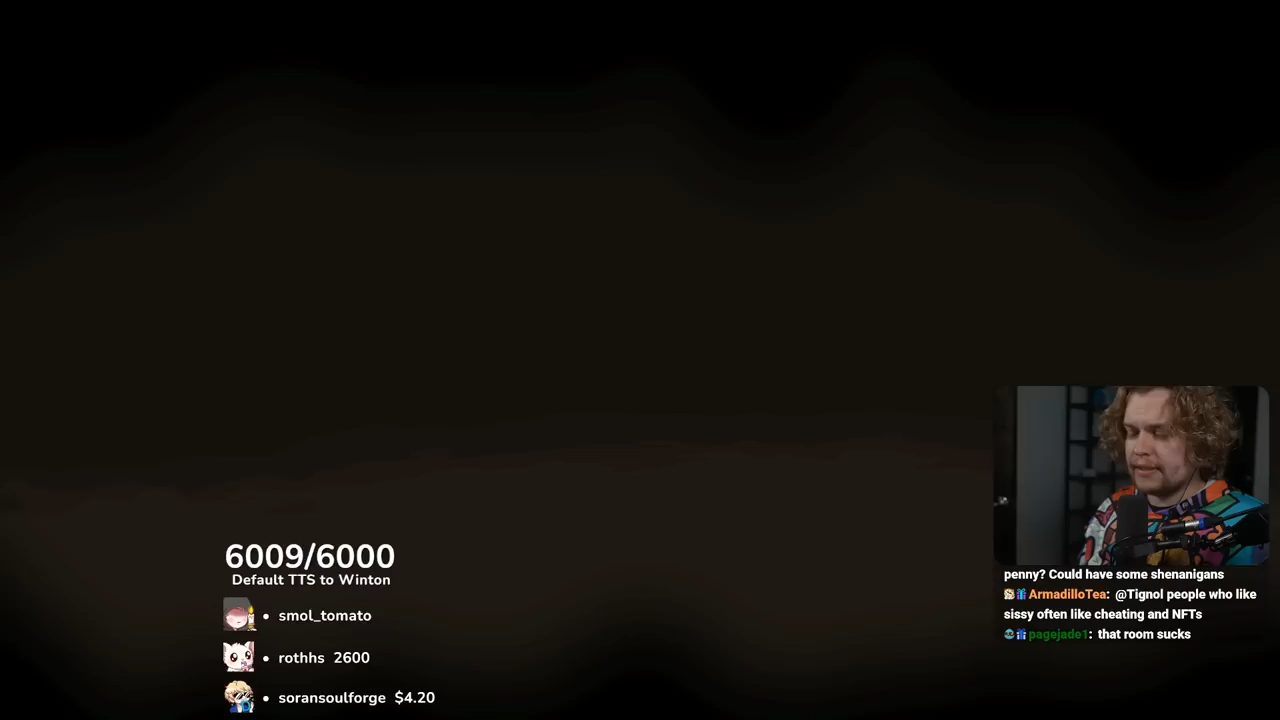 6009/6000
Default TTS to Winton
• smol_tomato
• rothhs 2600
• soransoulforge $4.20
penny? Could have some shenanigans
ArmadilloTea: @Tignol people who like
sissy often like cheating and NFTs
pagejade1: that room sucks